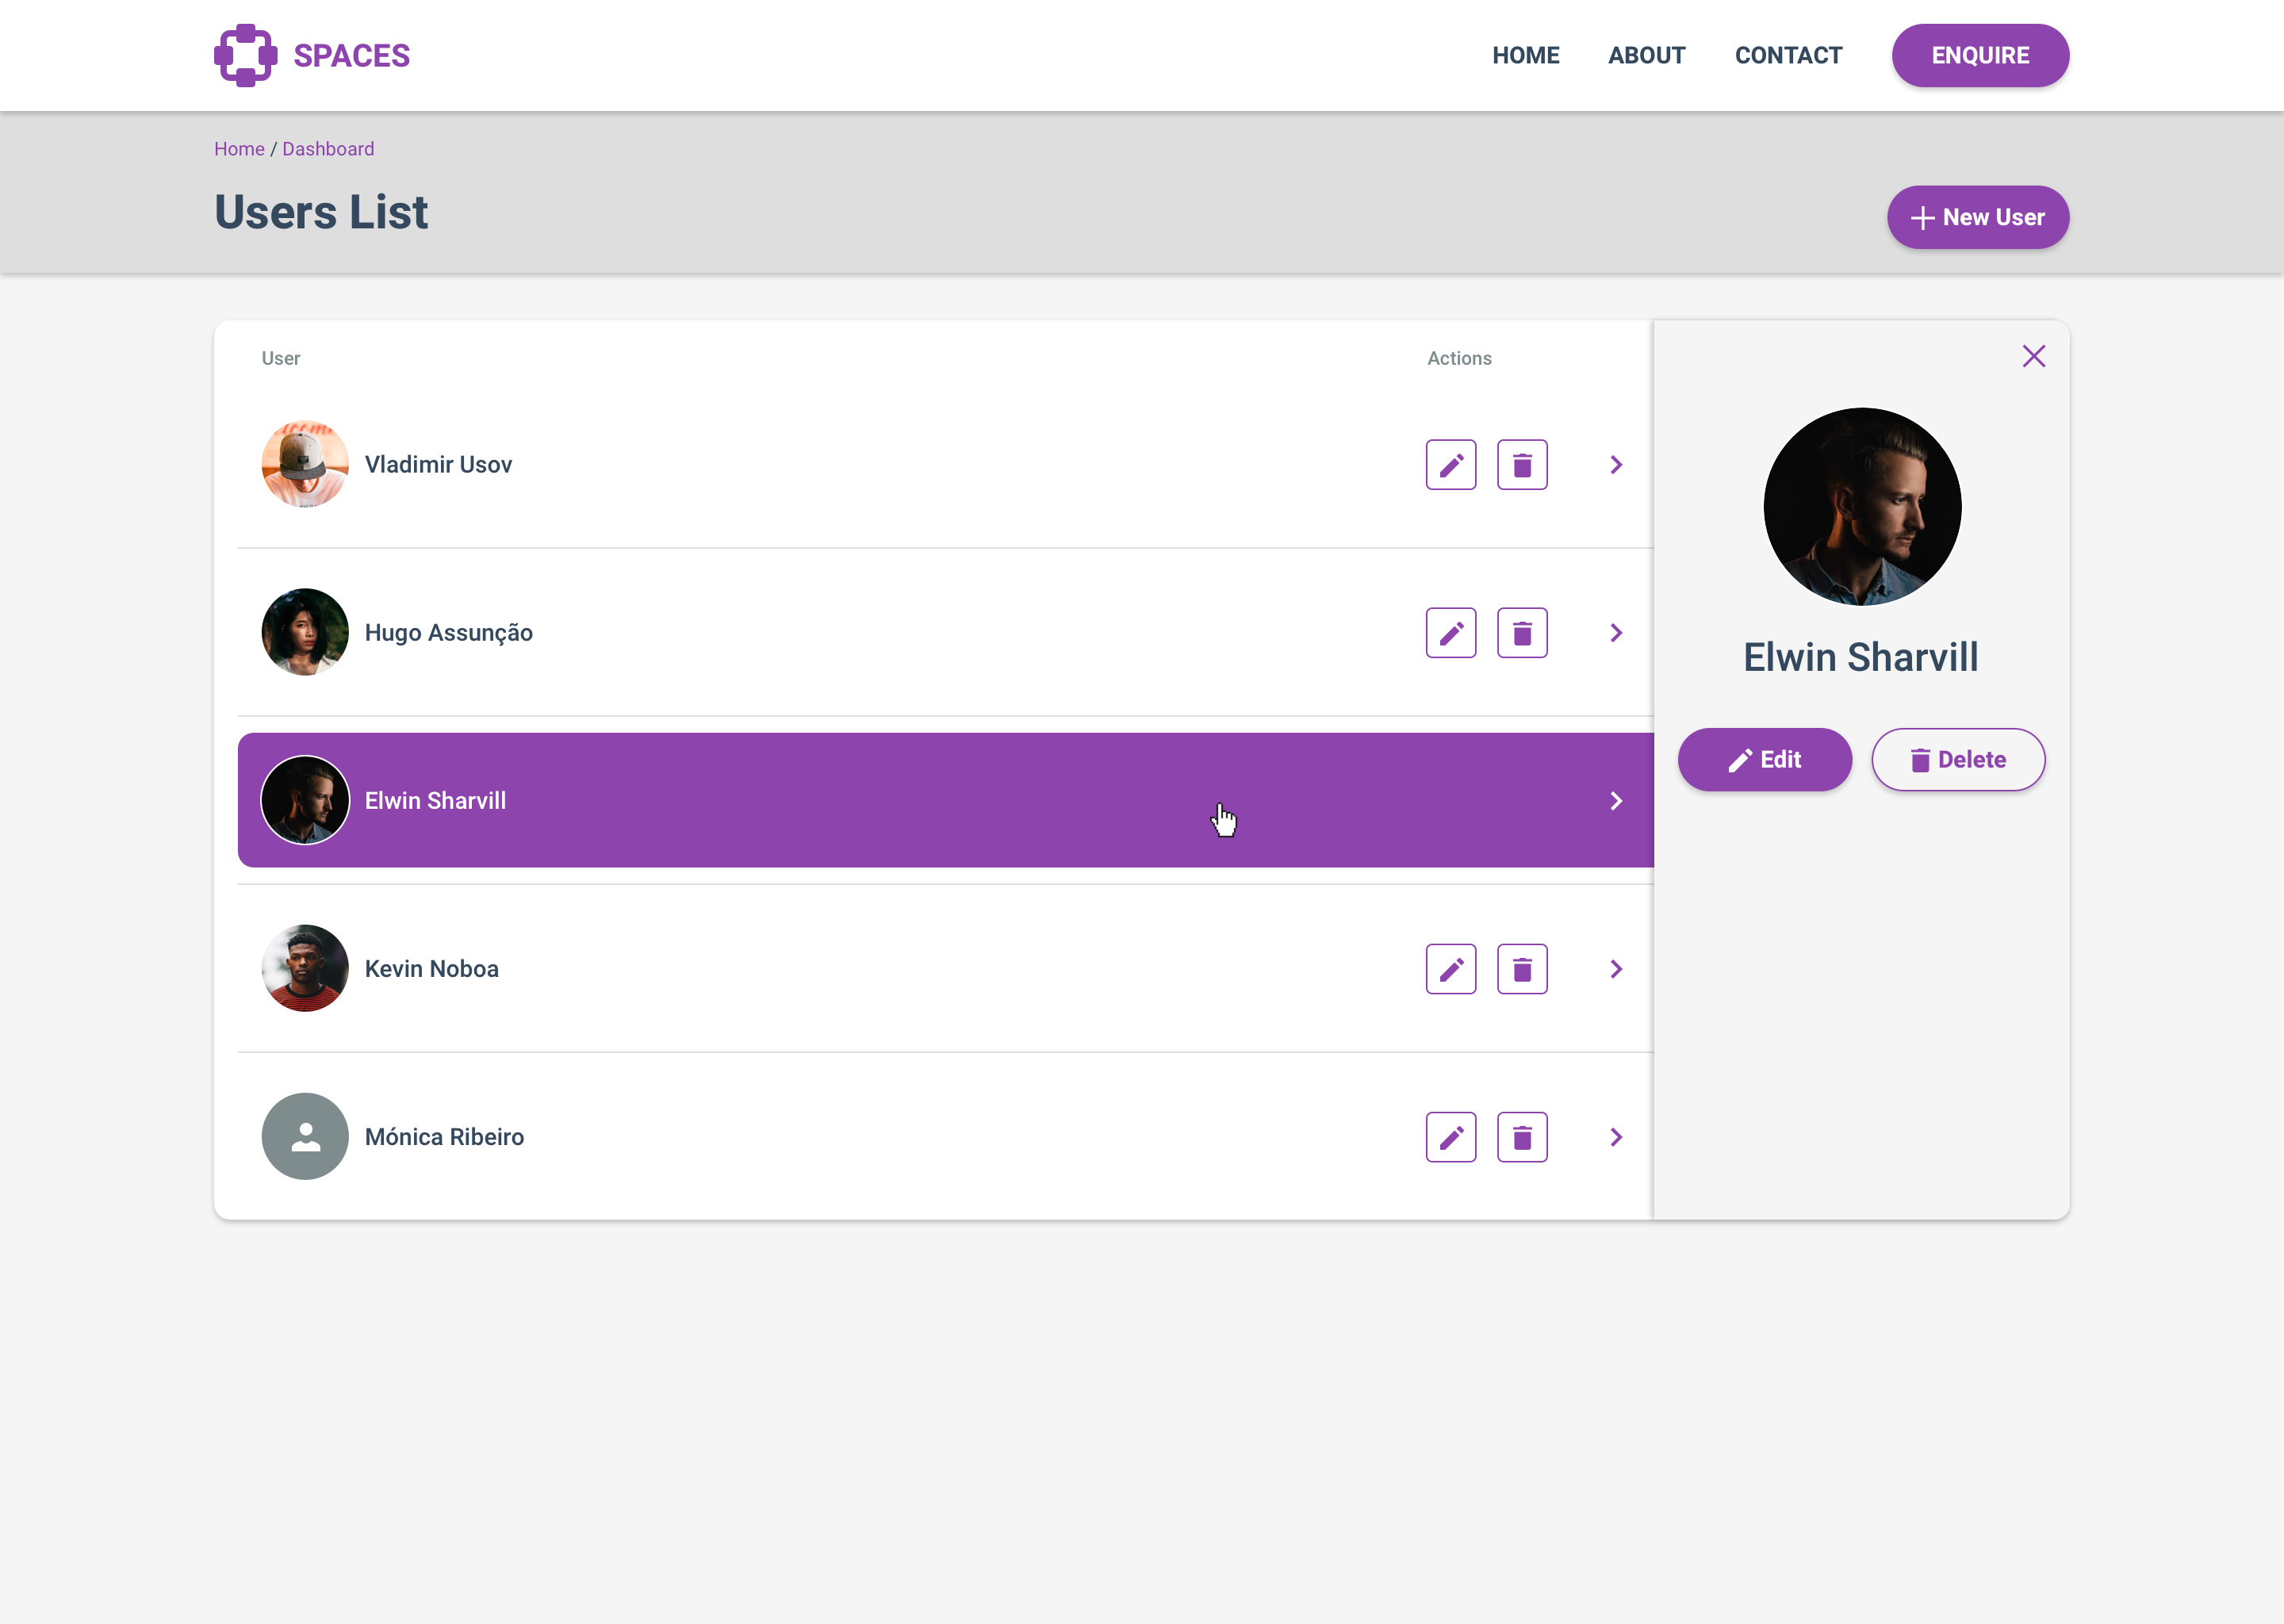 SPACES
HOME ABOUT CONTACT ENQUIRE
Home / Dashboard
Users List
New User
User Actions
Vladimir Usov
Hugo Assunção
Elwin Sharvill
Kevin Noboa
Mónica Ribeiro
Elwin Sharvill
Edit Delete